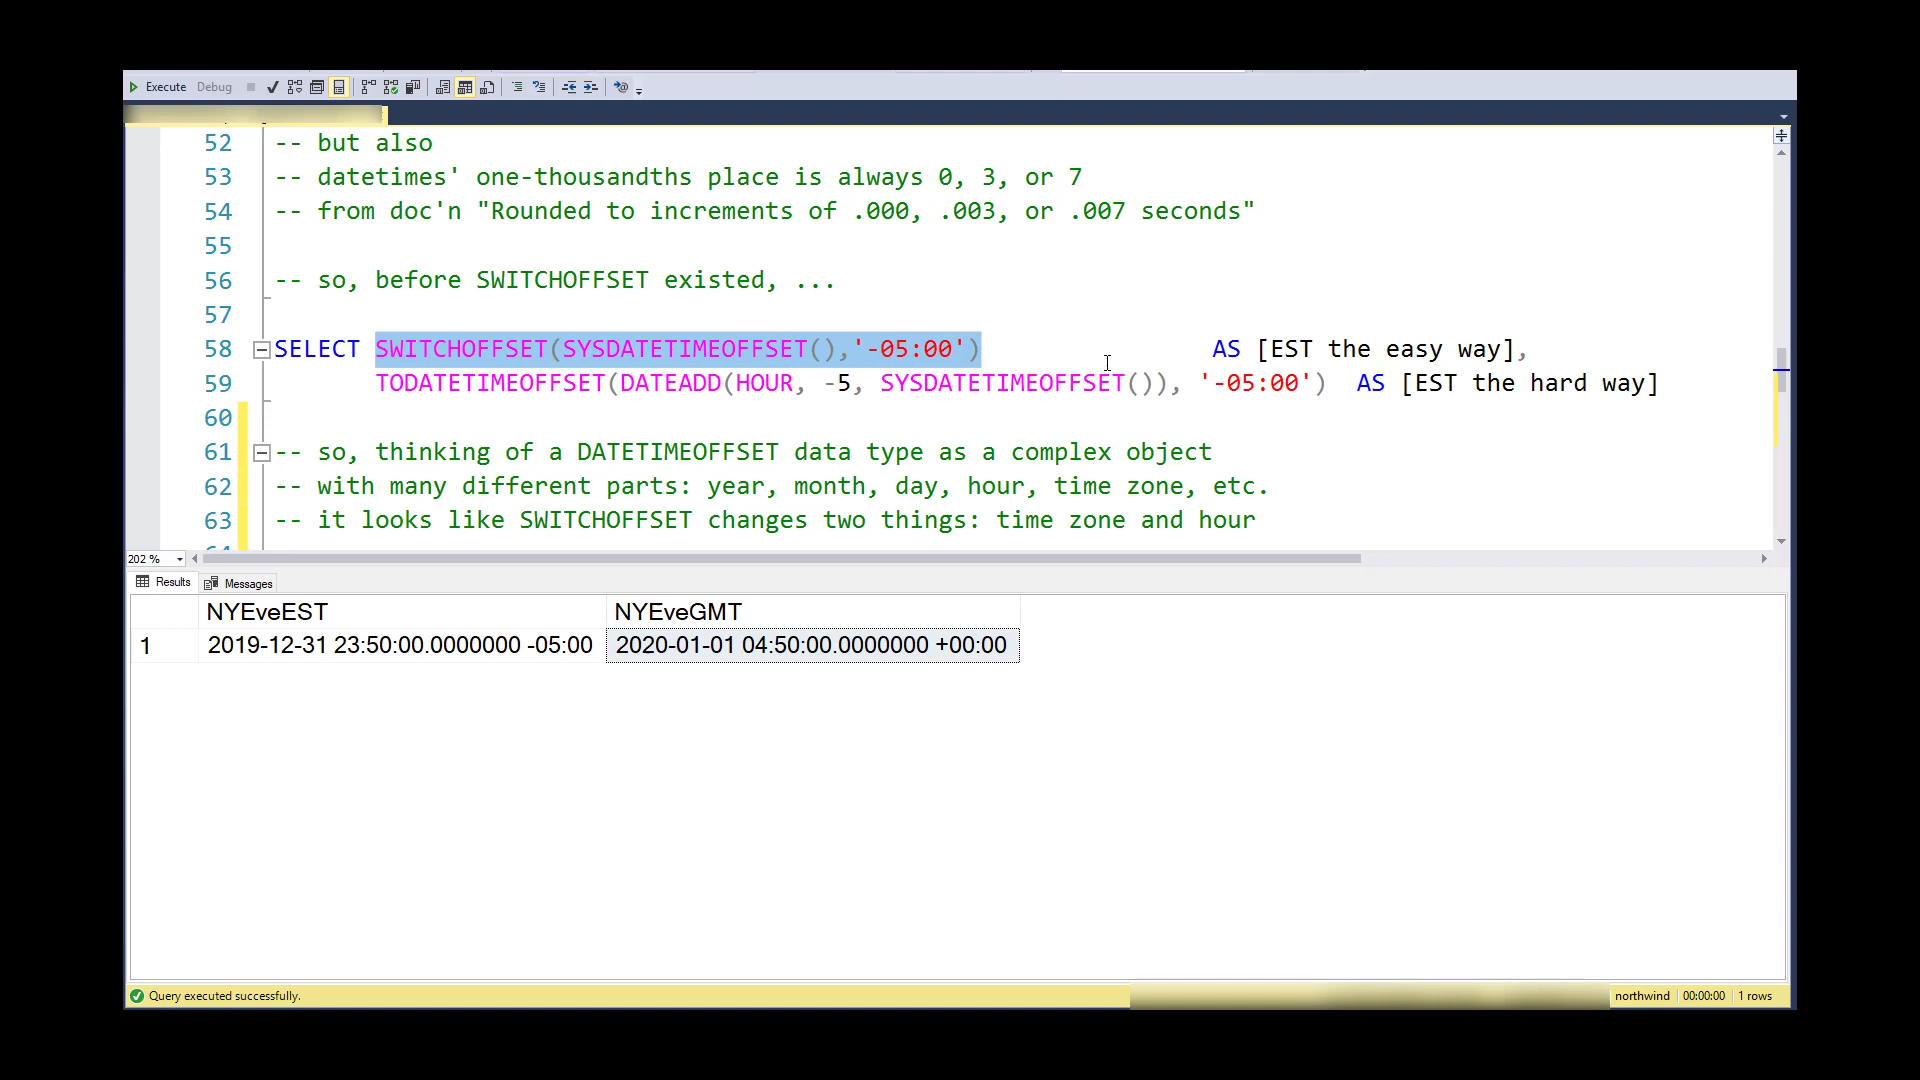 Execute Debug
52 -- but also
53 -- datetimes' one-thousandths place is always 0, 3, or 7
54 -- from doc'n "Rounded to increments of .000, .003, or .007 seconds"
55
56 -- so, before SWITCHOFFSET existed, ...
57
58 SELECT SWITCHOFFSET(SYSDATETIMEOFFSET(),'-05:00') AS [EST the easy way],
59 TODATETIMEOFFSET(DATEADD(HOUR, -5, SYSDATETIMEOFFSET()), '-05:00') AS [EST the hard way]
60
61 -- so, thinking of a DATETIMEOFFSET data type as a complex object
62 -- with many different parts: year, month, day, hour, time zone, etc.
63 -- it looks like SWITCHOFFSET changes two things: time zone and hour
202 %
Results Messages
NYEveEST NYEveGMT
1 2019-12-31 23:50:00.0000000 -05:00 2020-01-01 04:50:00.0000000 +00:00
Query executed successfully. northwind 00:00:00 1 rows